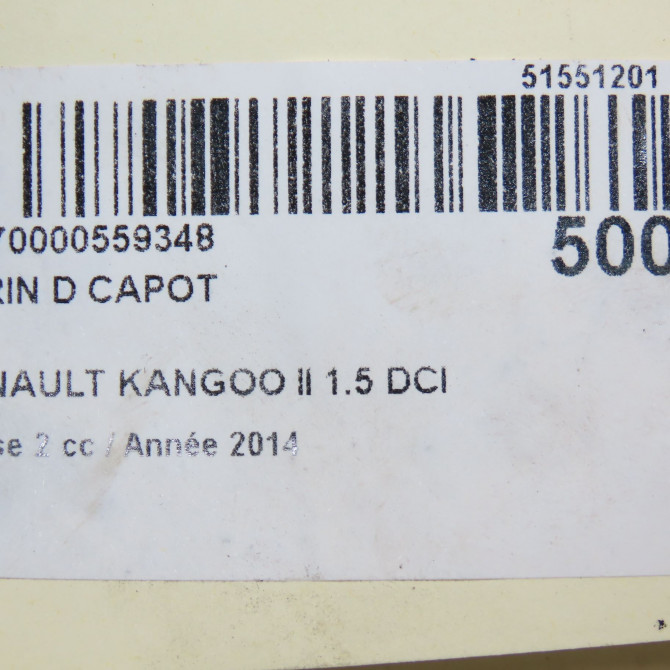 51551201
70000559348
500
RIN D CAPOT
NAULT KANGOO II 1.5 DCI
se 2 cc / Année 2014